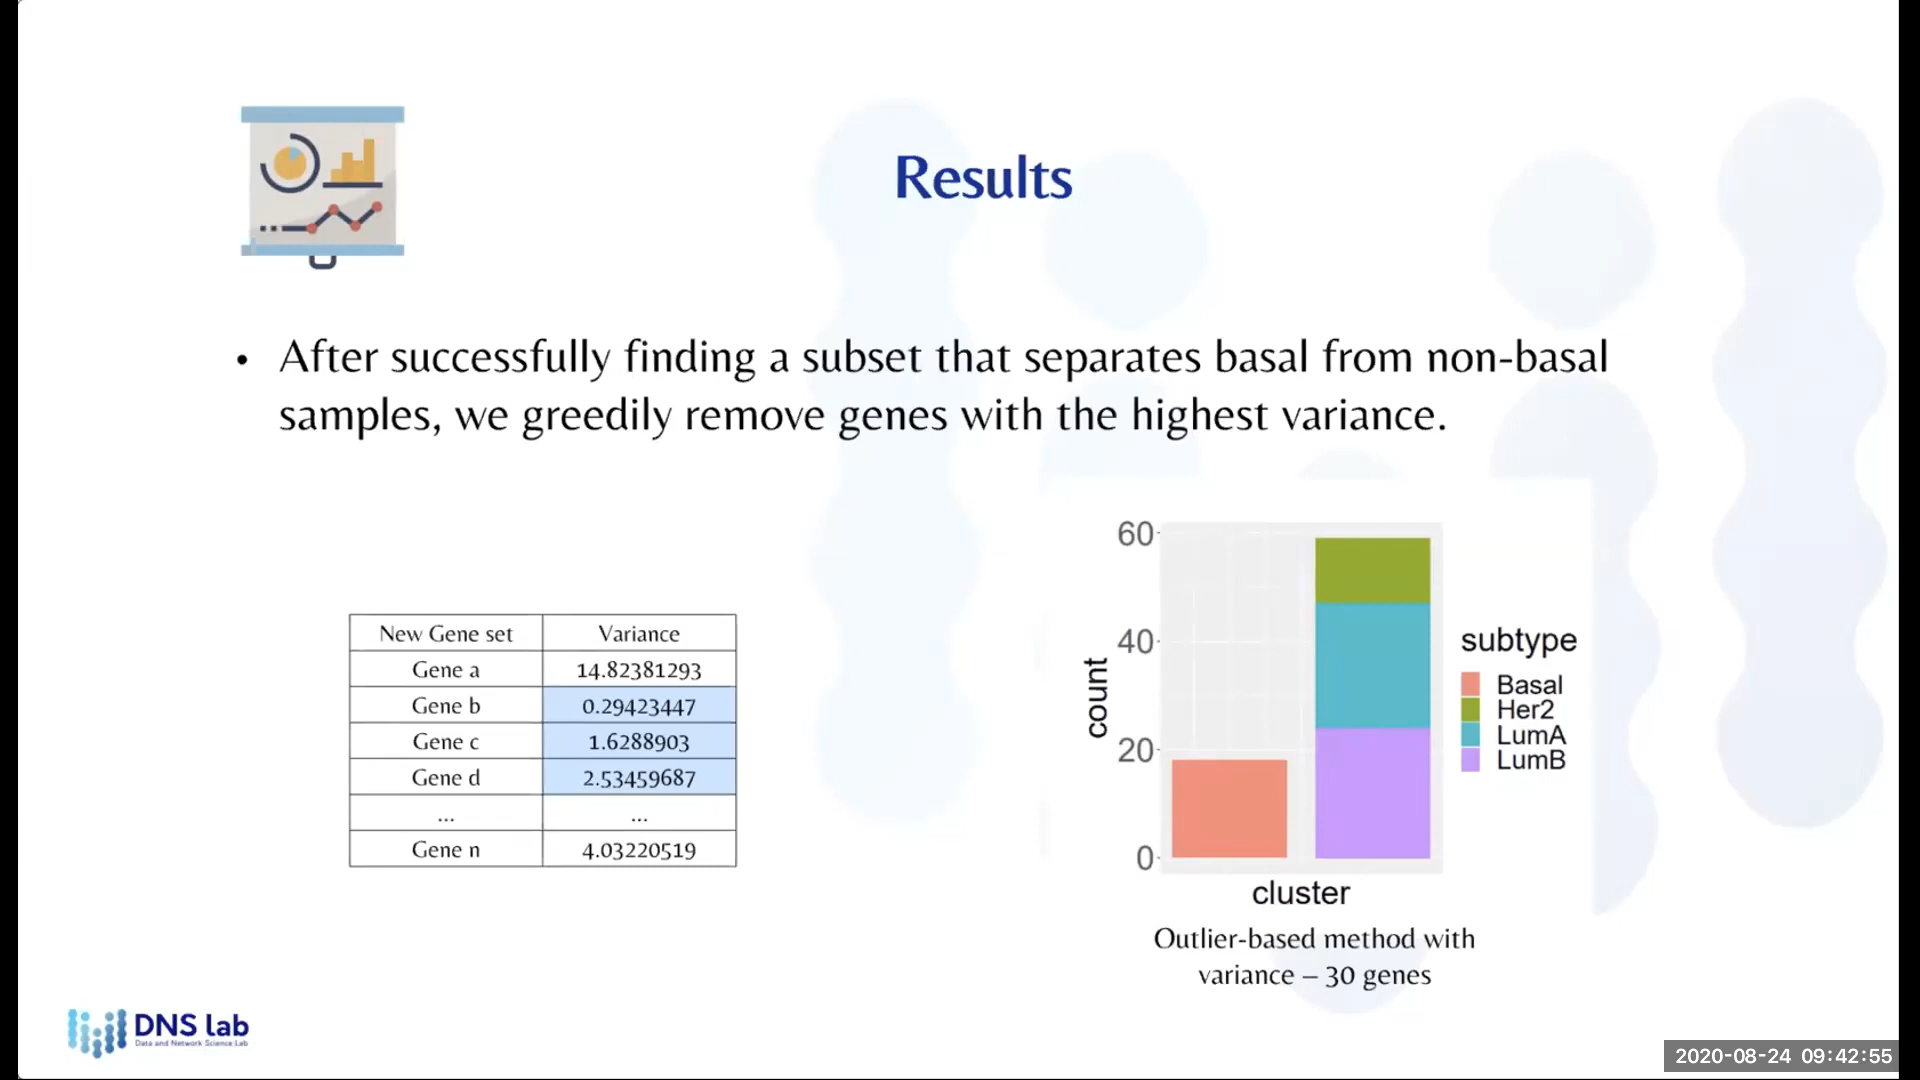 Results
• After successfully finding a subset that separates basal from non-basal
samples, we greedily remove genes with the highest variance.
New Gene set Variance
Gene a 14.82381293
Gene b 0.29423447
Gene c 1.6288903
Gene d 2.53459687
... ...
Gene n 4.03220519
60
40
20
0
count
cluster
subtype
Basal
Her2
LumA
LumB
Outlier-based method with
variance – 30 genes
DNS lab
Data and Network Science Lab
2020-08-24 09:42:55